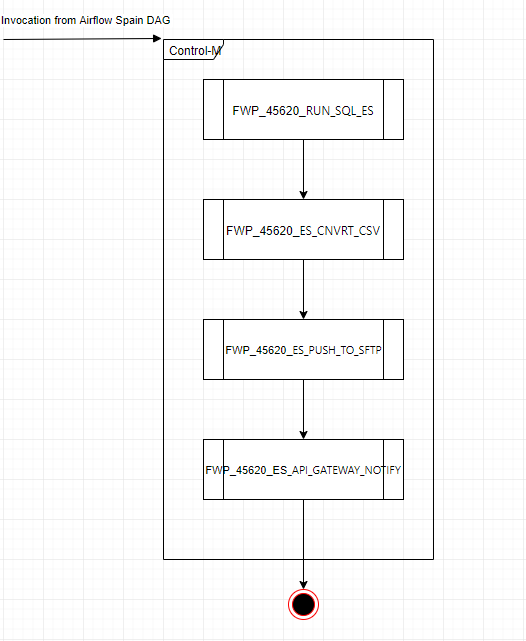 Invocation from Airflow Spain DAG
Control-M
FWP_45620_RUN_SQL_ES
FWP_45620_ES_CNVRT_CSV
FWP_45620_ES_PUSH_TO_SFTP
FWP_45620_ES_API_GATEWAY_NOTIFY